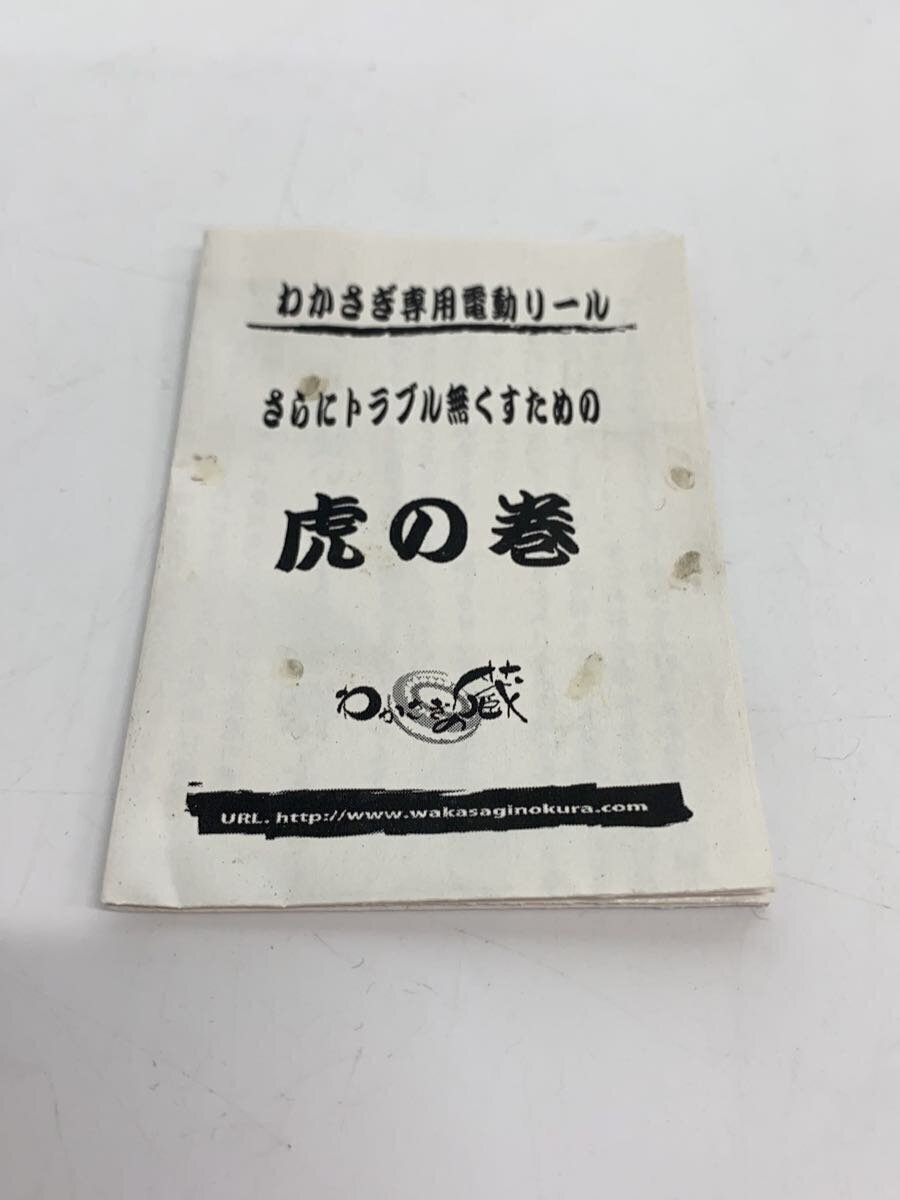 わかさぎ専用電動リール
さらにトラブル無くすための
虎の巻
わかさぎの蔵
URL. http://www.wakasaginokura.com